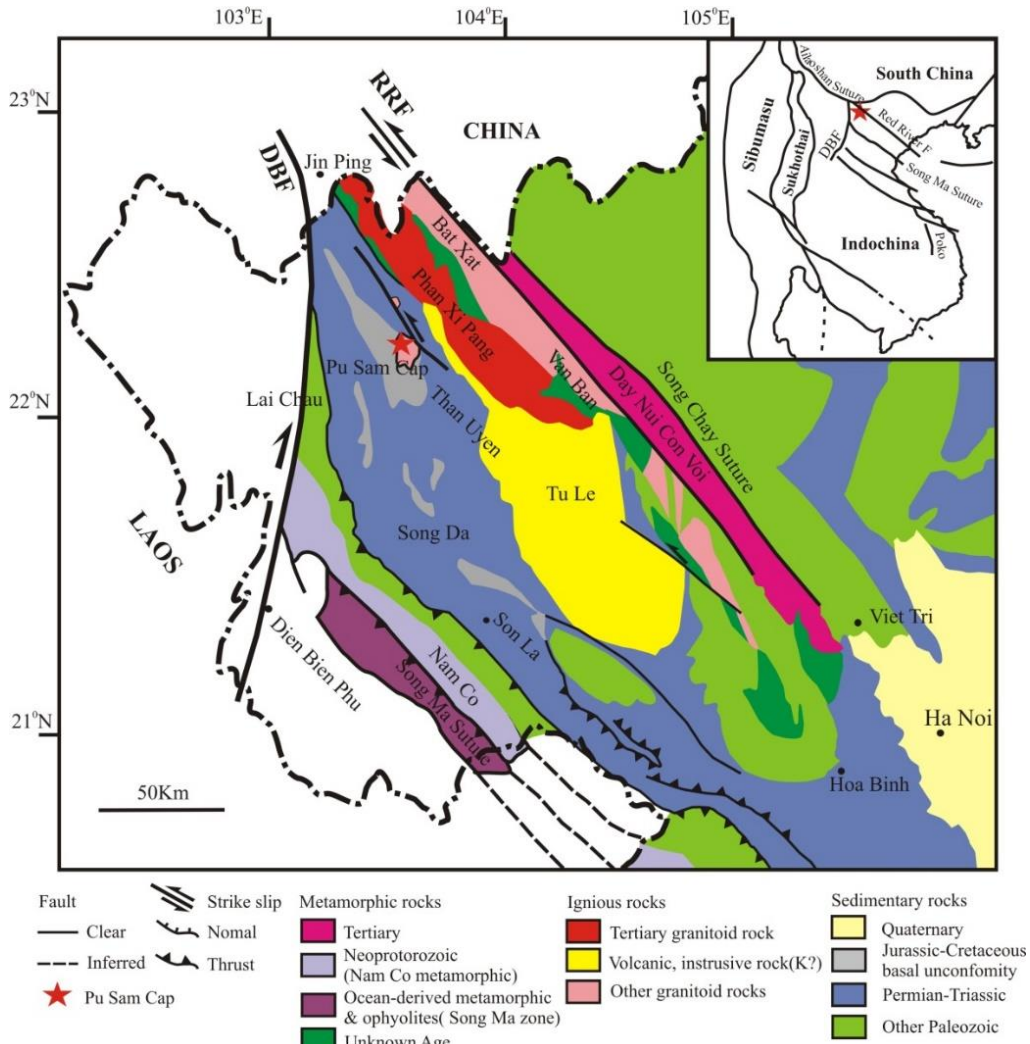 103°E
104°E
105°E
23°N
22°N
21°N
RRF
CHINA
DBF
Jin Ping
Bat Xat
Phan Xi Pang
Pu Sam Cap
Van Ban
Day Nui Con Voi
Song Chay Suture
Lai Chau
Than Uyen
Tu Le
LAOS
Song Da
Son La
Viet Tri
Dien Bien Phu
Nam Co
Song Ma Suture
Ha Noi
Hoa Binh
50Km
Ailaoshan Suture
South China
Red River F
Sibumasu
Sukhothai
DBF
Song Ma Suture
Indochina
Poko
Fault
Clear
Inferred
Pu Sam Cap
Strike slip
Nomal
Thrust
Metamorphic rocks
Tertiary
Neoprotorozoic
(Nam Co metamorphic)
Ocean-derived metamorphic
& ophyolites( Song Ma zone)
Unknown Age
Ignious rocks
Tertiary granitoid rock
Volcanic, instrusive rock(K?)
Other granitoid rocks
Sedimentary rocks
Quaternary
Jurassic-Cretaceous
basal unconfomity
Permian-Triassic
Other Paleozoic